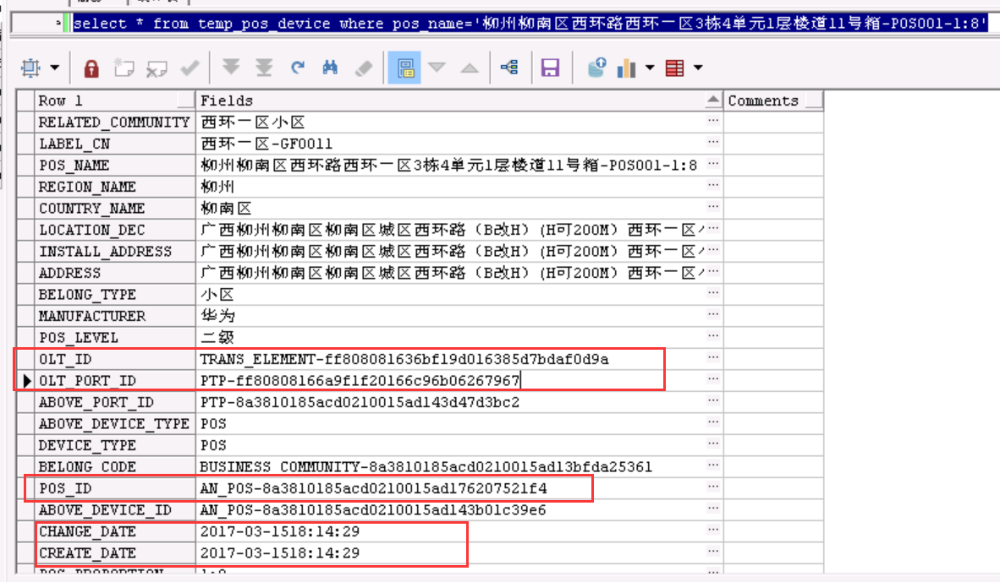 select * from temp_pos_device where pos_name='柳州柳南区西环路西环一区3栋4单元1层楼道11号箱-POS001-1:8'
Row 1 Fields Comments
RELATED_COMMUNITY 西环一区小区 ...
LABEL_CN 西环一区-GF0011 ...
POS_NAME 柳州柳南区西环路西环一区3栋4单元1层楼道11号箱-POS001-1:8 ...
REGION_NAME 柳州 ...
COUNTRY_NAME 柳南区 ...
LOCATION_DEC 广西柳州柳南区柳南区城区西环路（B改H）(H可200M）西环一区 ...
INSTALL_ADDRESS 广西柳州柳南区柳南区城区西环路（B改H）(H可200M）西环一区 ...
ADDRESS 广西柳州柳南区柳南区城区西环路（B改H）(H可200M）西环一区 ...
BELONG_TYPE 小区 ...
MANUFACTURER 华为 ...
POS_LEVEL 二级 ...
OLT_ID TRANS_ELEMENT-ff808081636bf19d016385d7bdaf0d9a ...
OLT_PORT_ID PTP-ff80808166a9f1f20166c96b06267967 ...
ABOVE_PORT_ID PTP-8a3810185acd0210015ad143d47d3bc2 ...
ABOVE_DEVICE_TYPE POS ...
DEVICE_TYPE POS ...
BELONG_CODE BUSINESS_COMMUNITY-8a3810185acd0210015ad13bfda25361 ...
POS_ID AN_POS-8a3810185acd0210015ad176207521f4 ...
ABOVE_DEVICE_ID AN_POS-8a3810185acd0210015ad143b01c39e6 ...
CHANGE_DATE 2017-03-1518:14:29 ...
CREATE_DATE 2017-03-1518:14:29 ...
POS_PROPORTION 1:8 ...